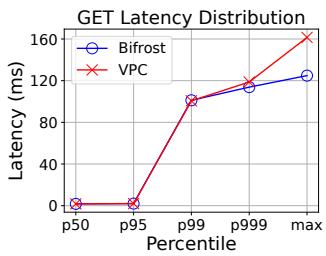 GET Latency Distribution
Bifrost
VPC
Latency (ms)
160
120
80
40
0
p50 p95 p99 p999 max
Percentile